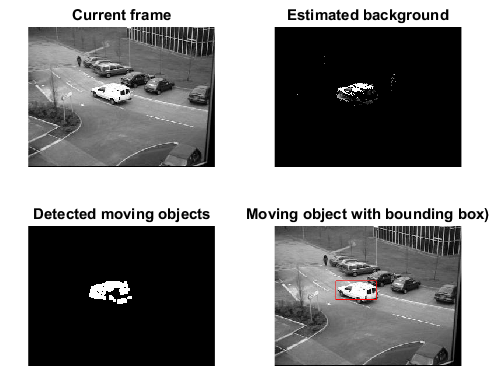 Current frame
Estimated background
Detected moving objects
Moving object with bounding box)